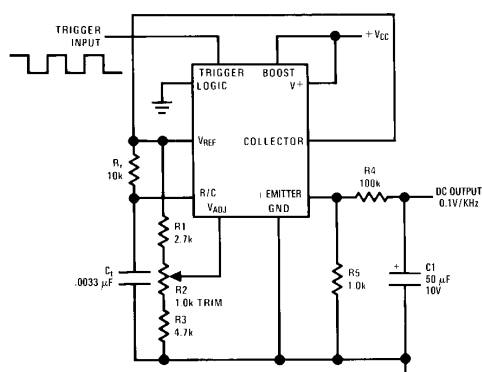 TRIGGER
INPUT
+ VCC
TRIGGER
LOGIC
BOOST
V+
VREF
COLLECTOR
Rt
10k
R/C
VADJ
EMITTER
GND
R4
100k
DC OUTPUT
0.1V/KHz
R1
2.7k
Ct
.0033 µF
R2
1.0k TRIM
R3
4.7k
R5
1.0k
+
C1
50 µF
10V